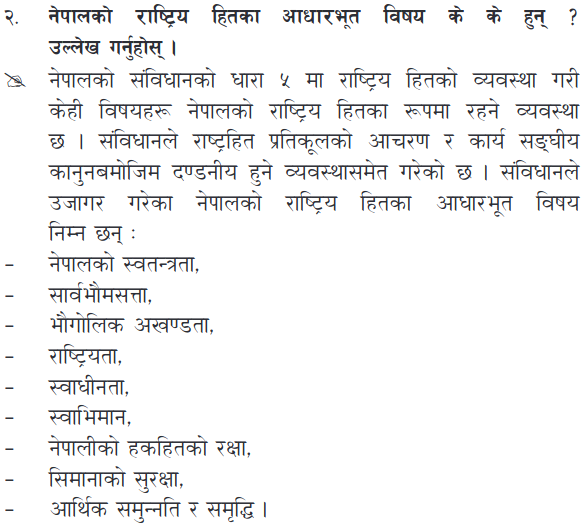 २. नेपालको राष्ट्रिय हितका आधारभूत विषय के के हुन् ?
उल्लेख गर्नुहोस् ।
नेपालको संविधानको धारा ५ मा राष्ट्रिय हितको व्यवस्था गरी
केही विषयहरू नेपालको राष्ट्रिय हितका रूपमा रहने व्यवस्था
छ । संविधानले राष्ट्रहित प्रतिकूलको आचरण र कार्य सङ्घीय
कानुनबमोजिम दण्डनीय हुने व्यवस्थासमेत गरेको छ । संविधानले
उजागर गरेका नेपालको राष्ट्रिय हितका आधारभूत विषय
निम्न छन् :
- नेपालको स्वतन्त्रता,
- सार्वभौमसत्ता,
- भौगोलिक अखण्डता,
- राष्ट्रियता,
- स्वाधीनता,
- स्वाभिमान,
- नेपालीको हकहितको रक्षा,
- सिमानाको सुरक्षा,
- आर्थिक समुन्नति र समृद्धि ।